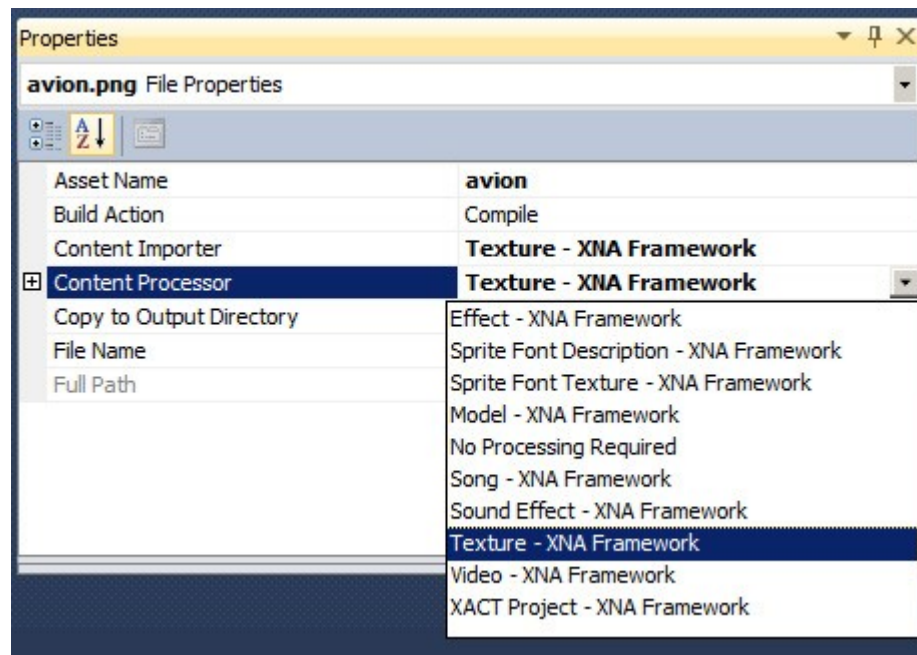 Properties
avion.png File Properties
Asset Name avion
Build Action Compile
Content Importer Texture - XNA Framework
Content Processor Texture - XNA Framework
Copy to Output Directory
File Name
Full Path
Effect - XNA Framework
Sprite Font Description - XNA Framework
Sprite Font Texture - XNA Framework
Model - XNA Framework
No Processing Required
Song - XNA Framework
Sound Effect - XNA Framework
Texture - XNA Framework
Video - XNA Framework
XACT Project - XNA Framework